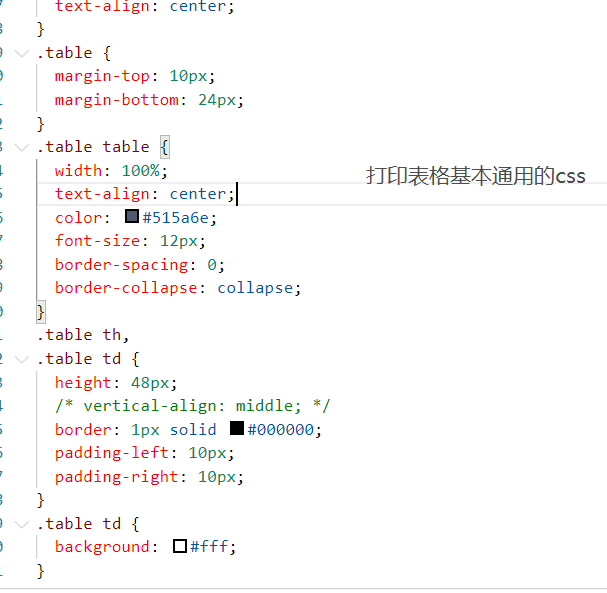 text-align: center;
}
.table {
margin-top: 10px;
margin-bottom: 24px;
}
.table table {
width: 100%;
打印表格基本通用的css
text-align: center;
color: #515a6e;
font-size: 12px;
border-spacing: 0;
border-collapse: collapse;
}
.table th,
.table td {
height: 48px;
/* vertical-align: middle; */
border: 1px solid #000000;
padding-left: 10px;
padding-right: 10px;
}
.table td {
background: #fff;
}